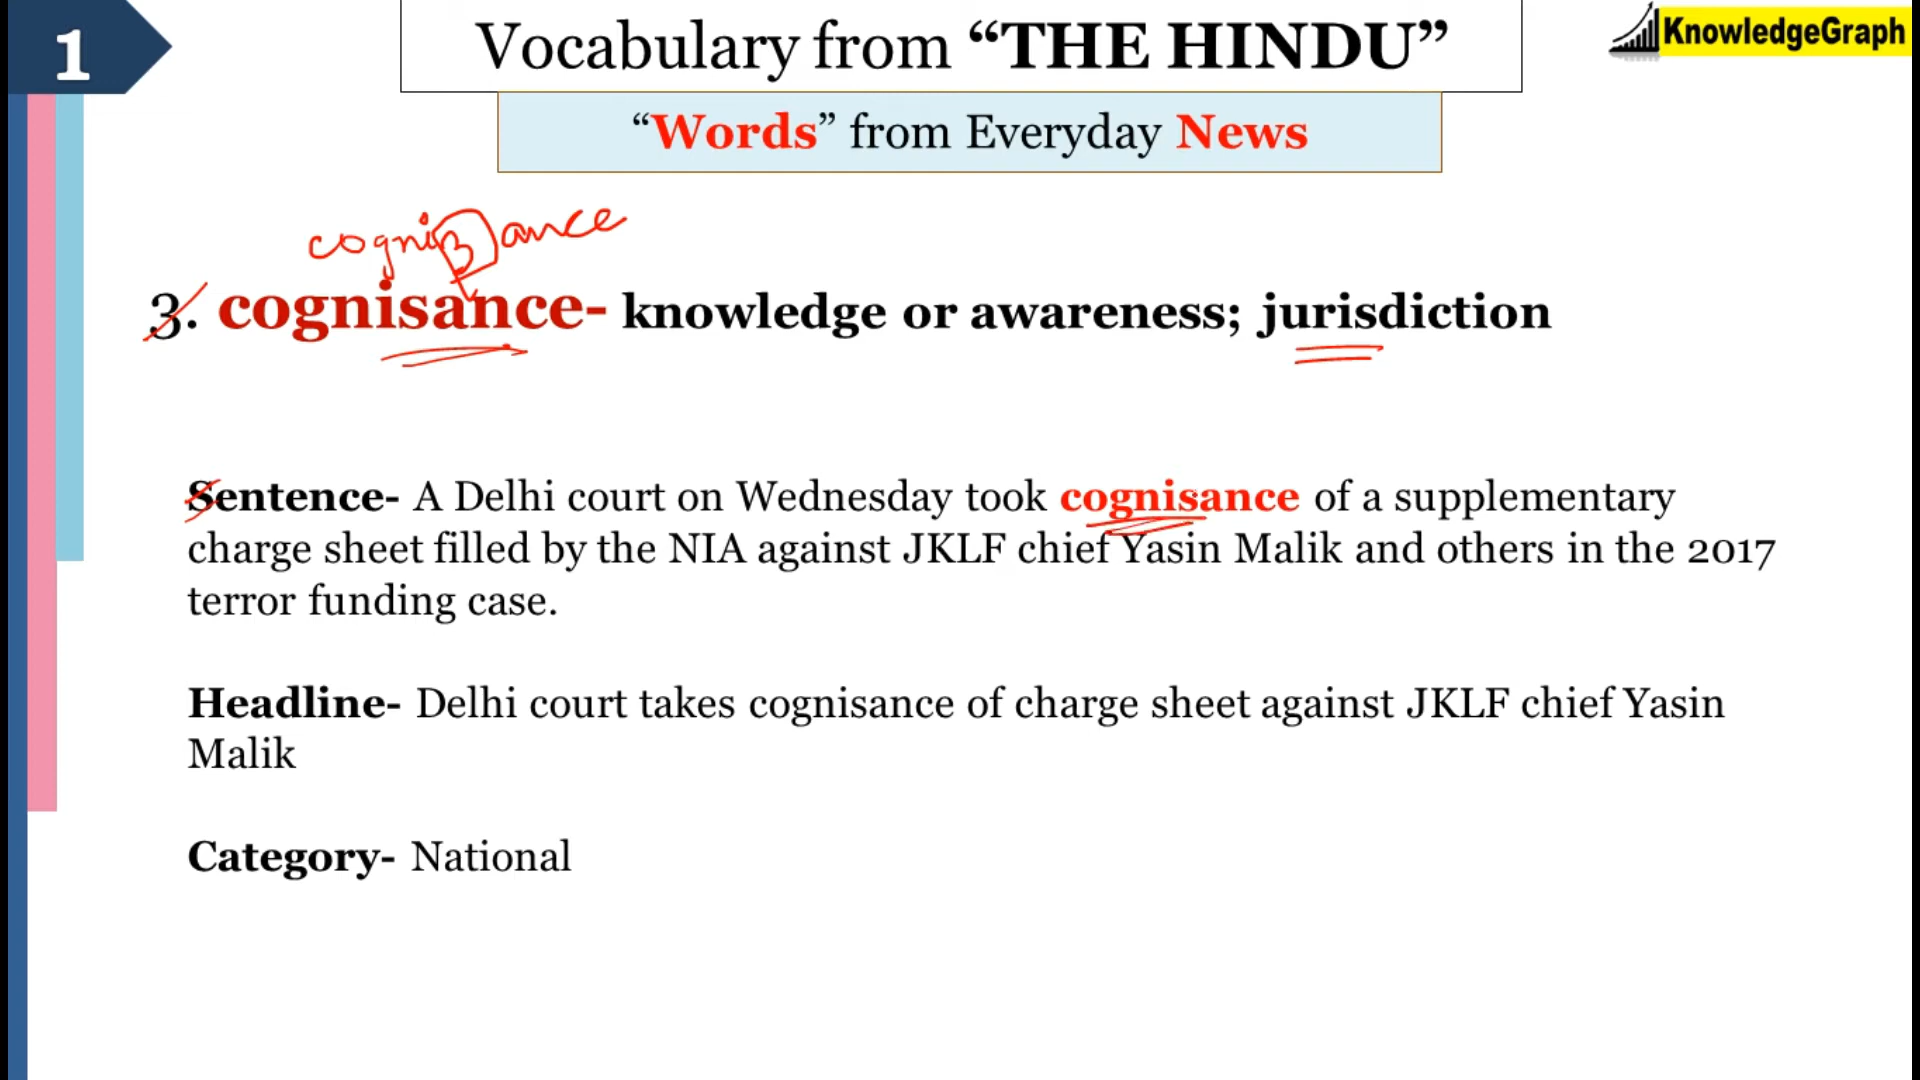 1
Vocabulary from “THE HINDU”
KnowledgeGraph
“Words” from Everyday News
cognizance
3. cognisance- knowledge or awareness; jurisdiction
Sentence- A Delhi court on Wednesday took cognisance of a supplementary
charge sheet filled by the NIA against JKLF chief Yasin Malik and others in the 2017
terror funding case.
Headline- Delhi court takes cognisance of charge sheet against JKLF chief Yasin
Malik
Category- National